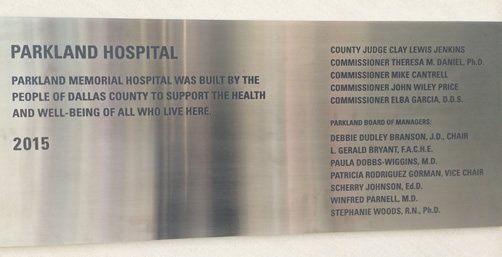 PARKLAND HOSPITAL
PARKLAND MEMORIAL HOSPITAL WAS BUILT BY THE
PEOPLE OF DALLAS COUNTY TO SUPPORT THE HEALTH
AND WELL-BEING OF ALL WHO LIVE HERE.
2015
COUNTY JUDGE CLAY LEWIS JENKINS
COMMISSIONER THERESA M. DANIEL, Ph.D.
COMMISSIONER MIKE CANTRELL
COMMISSIONER JOHN WILEY PRICE
COMMISSIONER ELBA GARCIA, D.D.S.
PARKLAND BOARD OF MANAGERS:
DEBBIE DUDLEY BRANSON, J.D., CHAIR
L. GERALD BRYANT, F.A.C.H.E.
PAULA DOBBS-WIGGINS, M.D.
PATRICIA RODRIGUEZ GORMAN, VICE CHAIR
SCHERRY JOHNSON, Ed.D.
WINFRED PARNELL, M.D.
STEPHANIE WOODS, R.N., Ph.D.